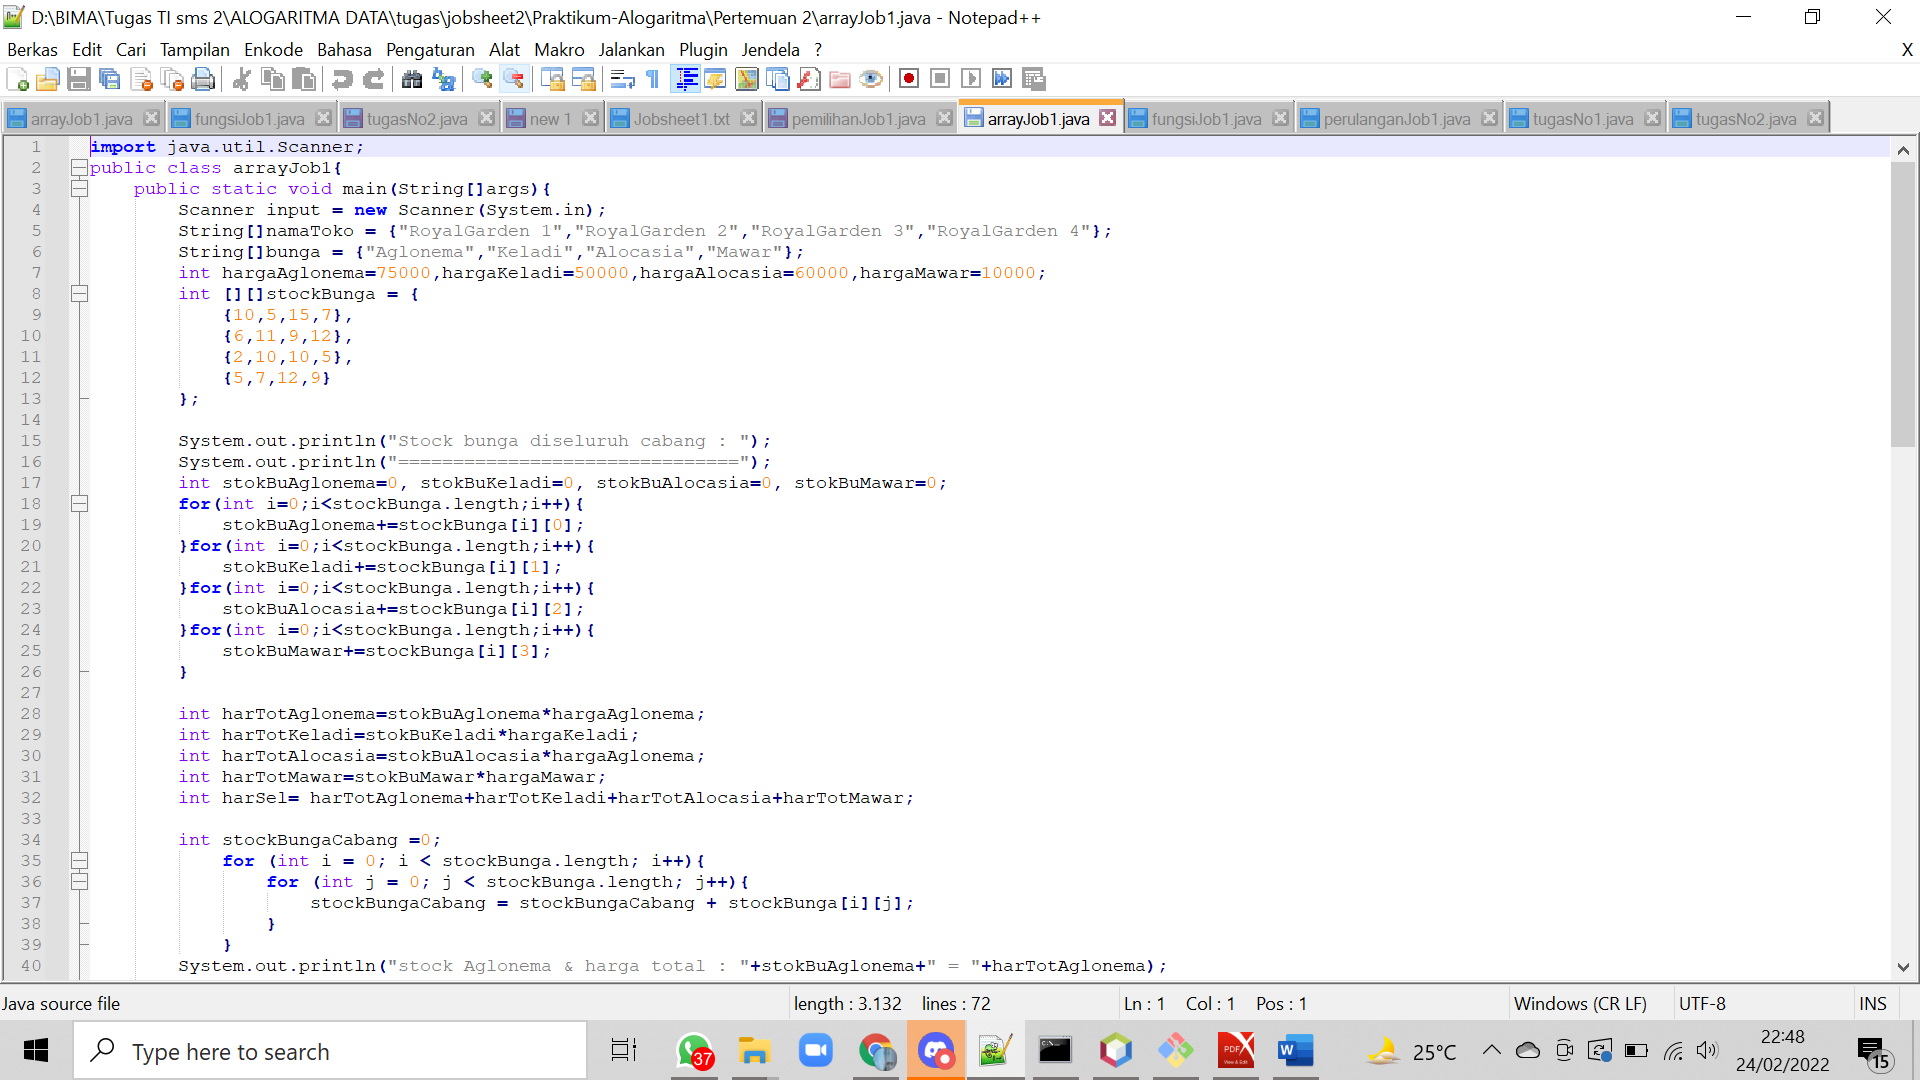 D:\BIMA\Tugas TI sms 2\ALOGARITMA DATA\tugas\jobsheet2\Praktikum-Alogaritma\Pertemuan 2\arrayJob1.java - Notepad++
Berkas Edit Cari Tampilan Enkode Bahasa Pengaturan Alat Makro Jalankan Plugin Jendela ? X
arrayJob1.java fungsiJob1.java tugasNo2.java new 1 Jobsheet1.txt pemilihanJob1.java arrayJob1.java fungsiJob1.java perulanganJob1.java tugasNo1.java tugasNo2.java
1 import java.util.Scanner;
2 public class arrayJob1{
3     public static void main(String[]args){
4         Scanner input = new Scanner(System.in);
5         String[]namaToko = {"RoyalGarden 1","RoyalGarden 2","RoyalGarden 3","RoyalGarden 4"};
6         String[]bunga = {"Aglonema","Keladi","Alocasia","Mawar"};
7         int hargaAglonema=75000,hargaKeladi=50000,hargaAlocasia=60000,hargaMawar=10000;
8         int [][]stockBunga = {
9             {10,5,15,7},
10             {6,11,9,12},
11             {2,10,10,5},
12             {5,7,12,9}
13         };
14
15         System.out.println("Stock bunga diseluruh cabang : ");
16         System.out.println("===============================");
17         int stokBuAglonema=0, stokBuKeladi=0, stokBuAlocasia=0, stokBuMawar=0;
18         for(int i=0;i<stockBunga.length;i++){
19             stokBuAglonema+=stockBunga[i][0];
20         }for(int i=0;i<stockBunga.length;i++){
21             stokBuKeladi+=stockBunga[i][1];
22         }for(int i=0;i<stockBunga.length;i++){
23             stokBuAlocasia+=stockBunga[i][2];
24         }for(int i=0;i<stockBunga.length;i++){
25             stokBuMawar+=stockBunga[i][3];
26         }
27
28         int harTotAglonema=stokBuAglonema*hargaAglonema;
29         int harTotKeladi=stokBuKeladi*hargaKeladi;
30         int harTotAlocasia=stokBuAlocasia*hargaAglonema;
31         int harTotMawar=stokBuMawar*hargaMawar;
32         int harSel= harTotAglonema+harTotKeladi+harTotAlocasia+harTotMawar;
33
34         int stockBungaCabang =0;
35             for (int i = 0; i < stockBunga.length; i++){
36                 for (int j = 0; j < stockBunga.length; j++){
37                     stockBungaCabang = stockBungaCabang + stockBunga[i][j];
38                 }
39             }
40         System.out.println("stock Aglonema & harga total : "+stokBuAglonema+" = "+harTotAglonema);
Java source file length : 3.132 lines : 72 Ln : 1 Col : 1 Pos : 1 Windows (CR LF) UTF-8 INS
Type here to search 37 PDF 25°C 22:48 15
24/02/2022